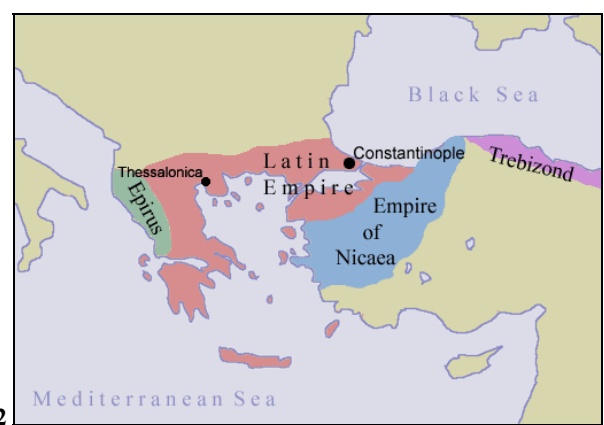 Black Sea
Constantinople
Trebizond
Latin
Empire
Thessalonica
Epirus
Empire
of
Nicaea
Mediterranean Sea
2